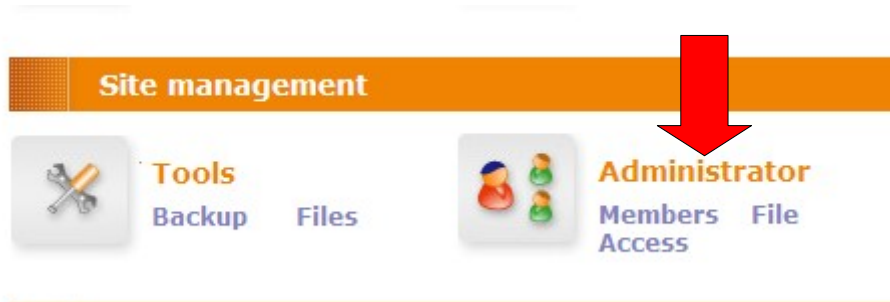 Site management
Tools
Backup Files
Administrator
Members File
Access